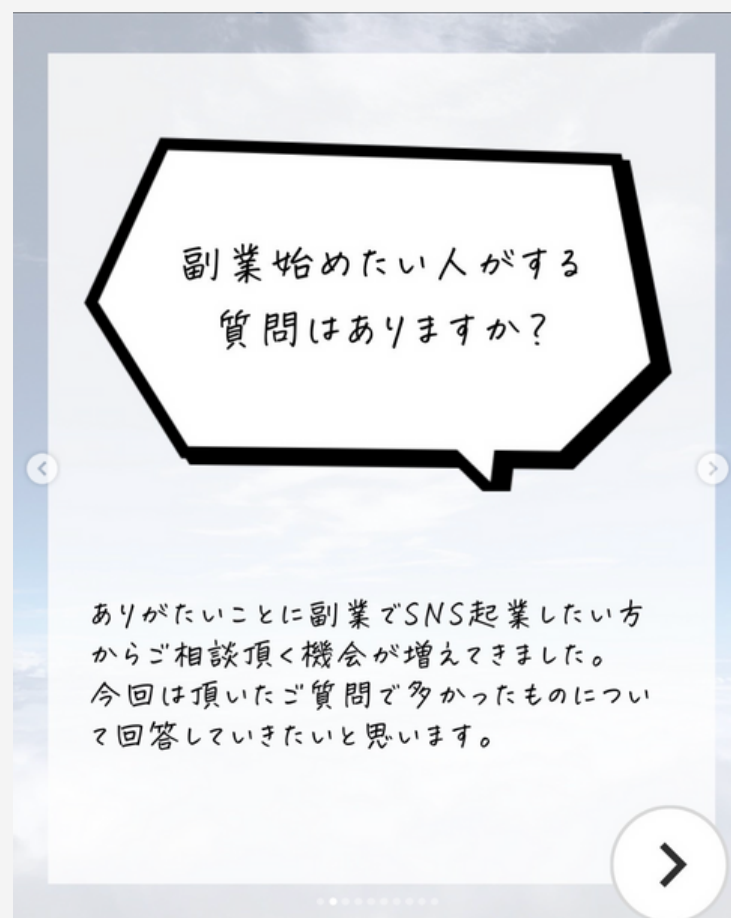 副業始めたい人がする
質問はありますか?
ありがたいことに副業でSNS起業したい方
からご相談頂く機会が増えてきました。
今回は頂いたご質問で多かったものについ
て回答していきたいと思います。